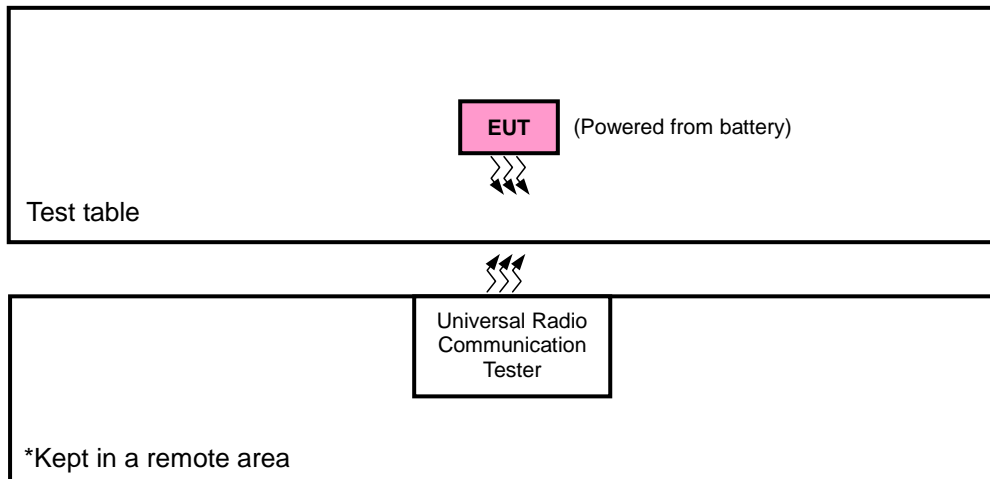 EUT
(Powered from battery)
Test table
Universal Radio
Communication
Tester
*Kept in a remote area